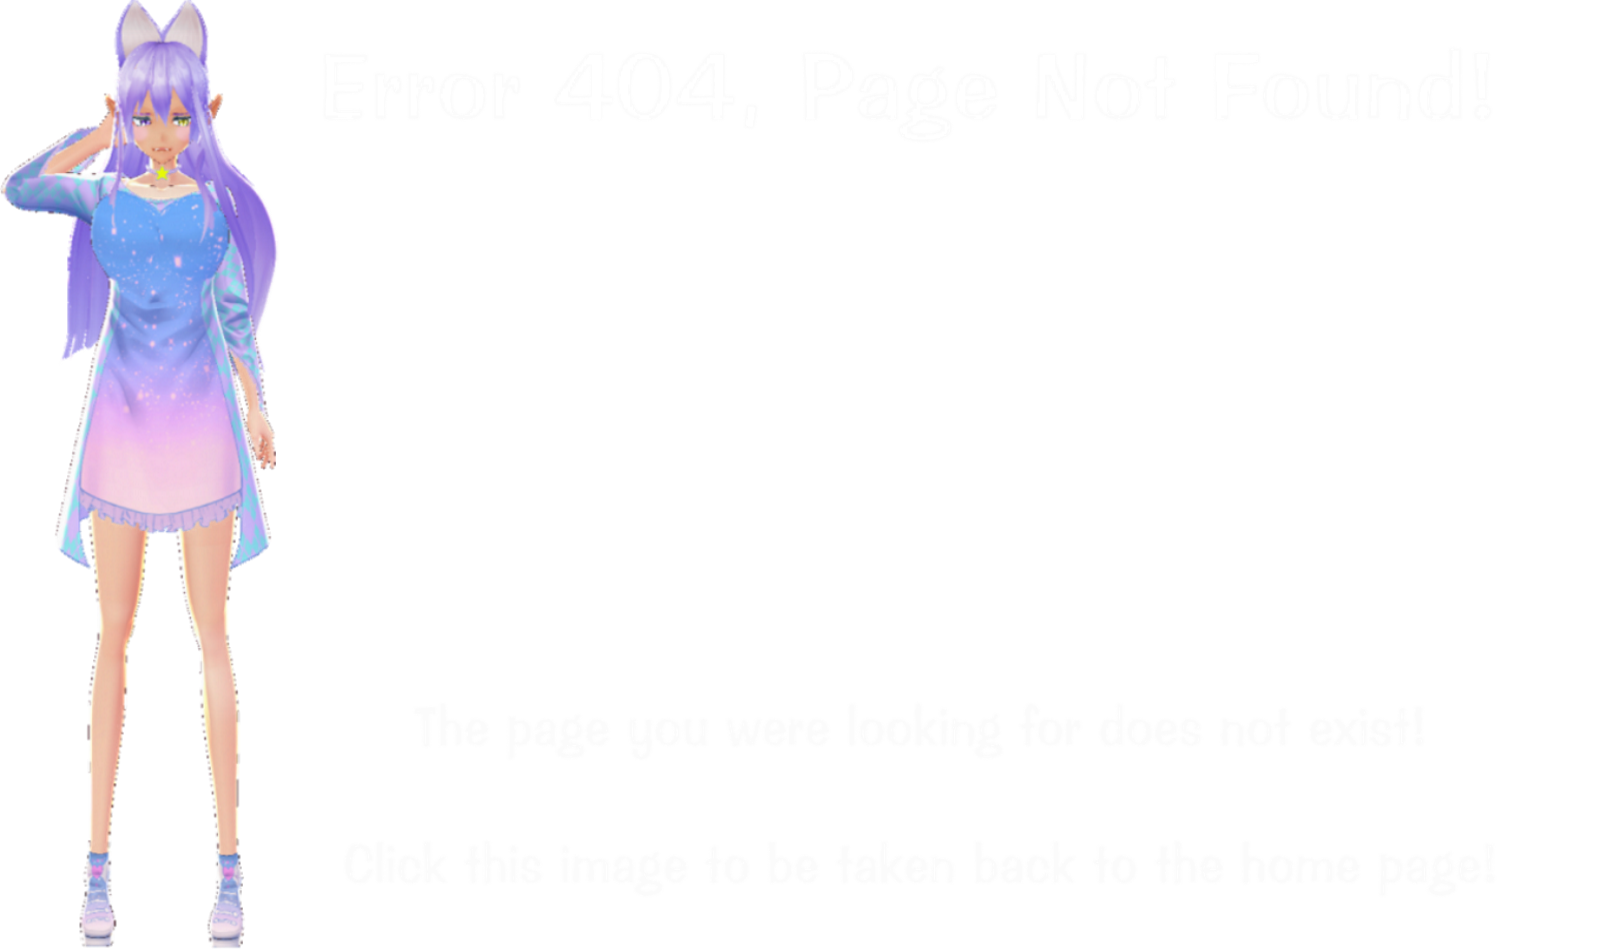 Error 404, Page Not Found!
The page you were looking for does not exist!
Click this image to be taken back to the home page!